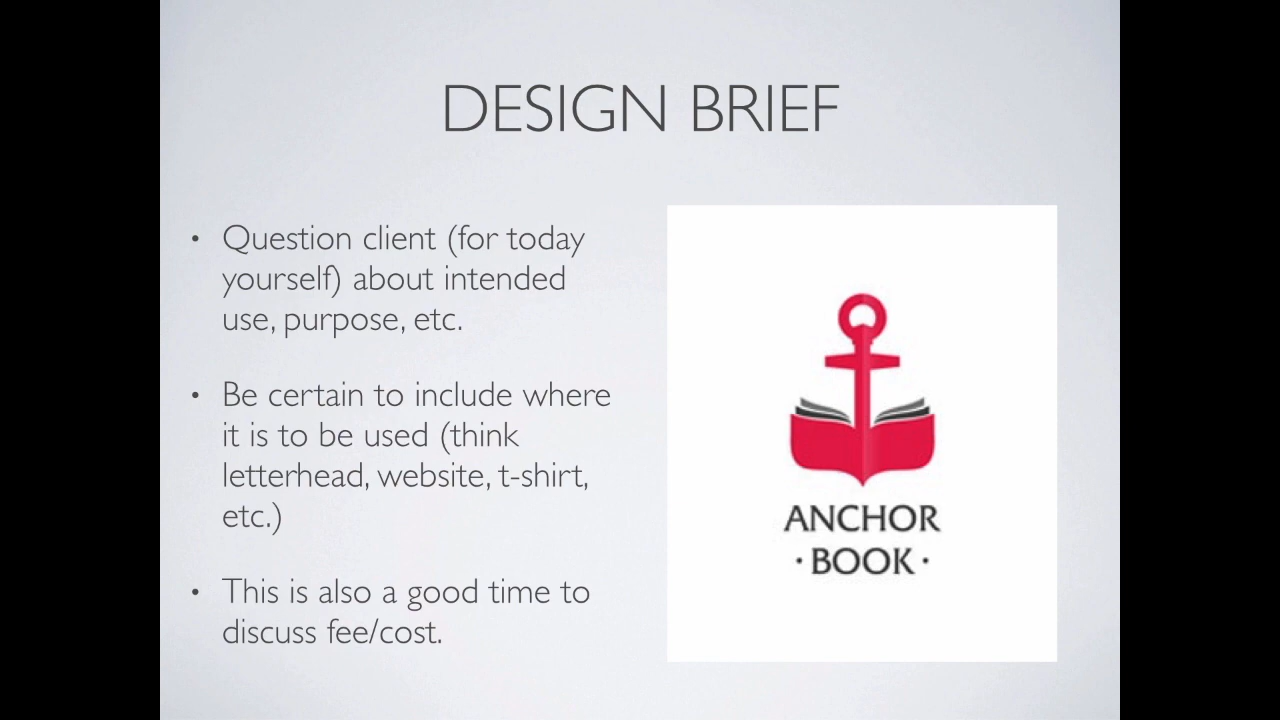 DESIGN BRIEF
• Question client (for today
yourself) about intended
use, purpose, etc.
• Be certain to include where
it is to be used (think
letterhead, website, t-shirt,
etc.)
• This is also a good time to
discuss fee/cost.
ANCHOR
· BOOK ·